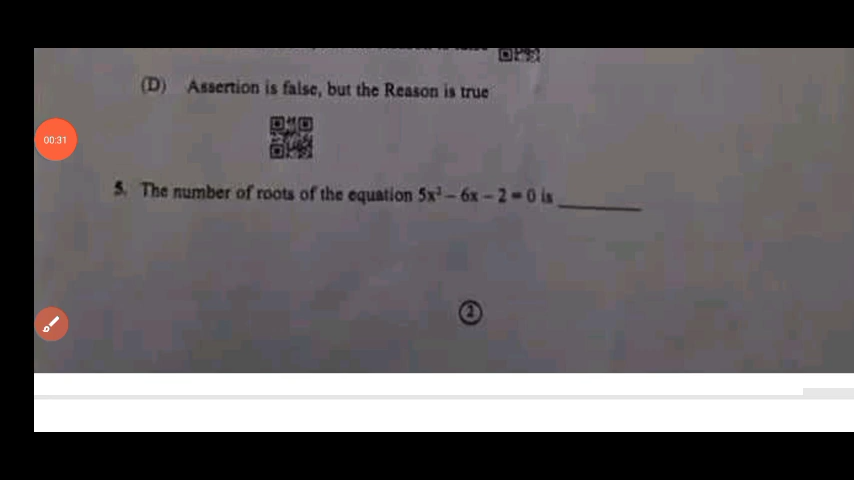 (D) Assertion is false, but the Reason is true
00:31
5. The number of roots of the equation 5x² – 6x – 2 = 0 is ________
2